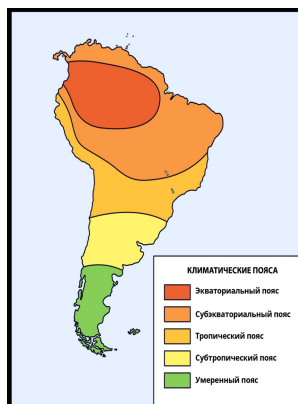 КЛИМАТИЧЕСКИЕ ПОЯСА
Экваториальный пояс
Субэкваториальный пояс
Тропический пояс
Субтропический пояс
Умеренный пояс